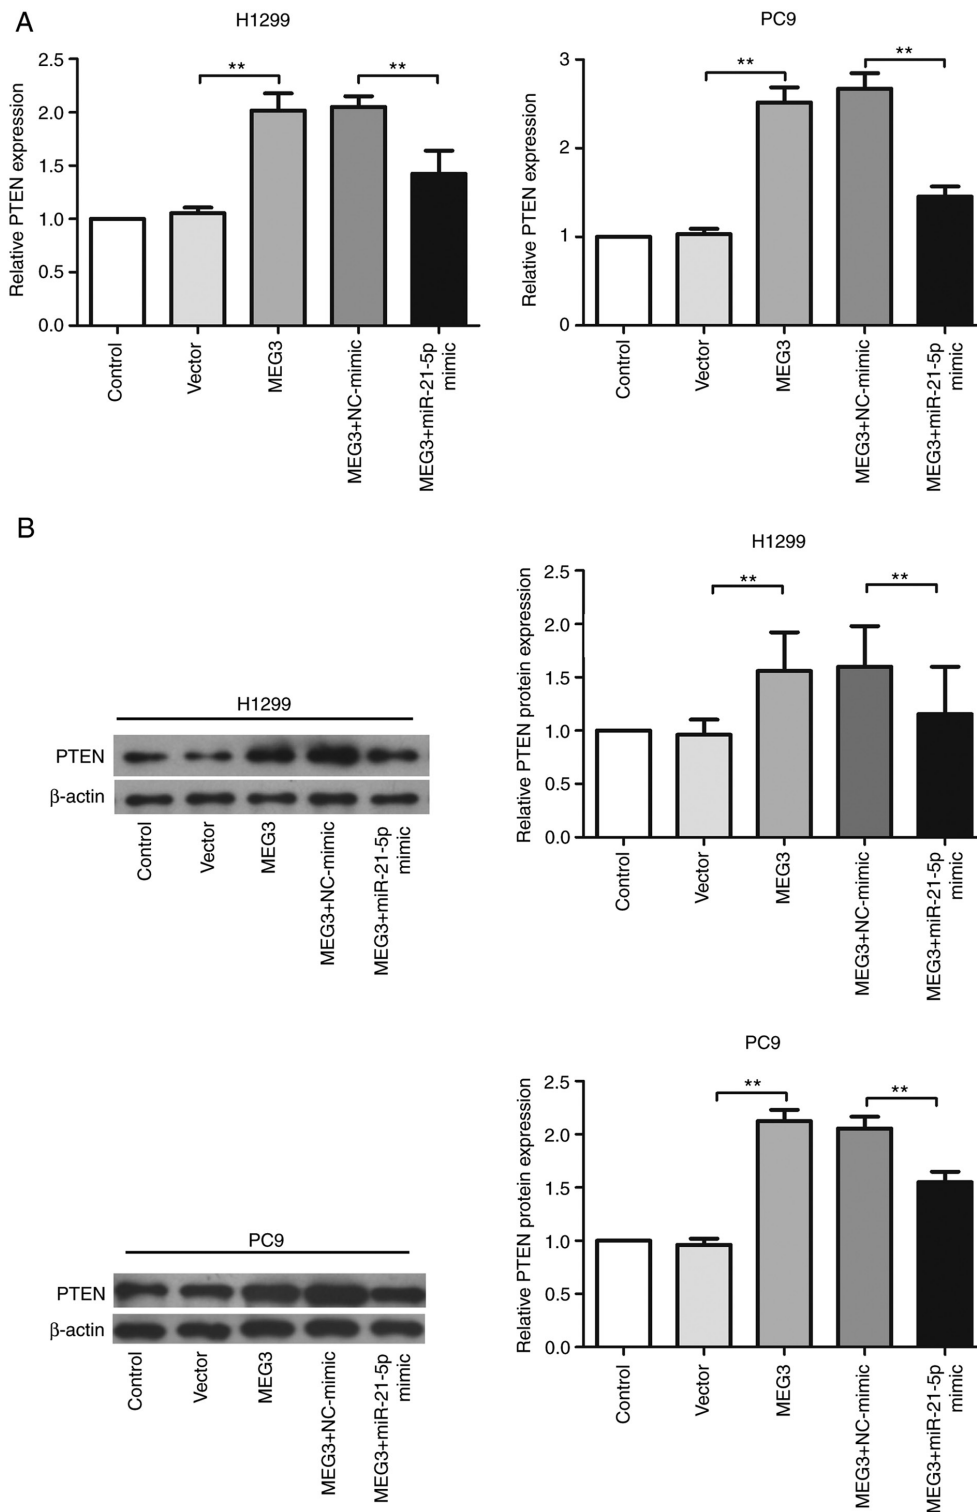 A
H1299
Relative PTEN expression
2.5
2.0
1.5
1.0
0.5
0.0
**
**
Control
Vector
MEG3
MEG3+NC-mimic
MEG3+miR-21-5p
mimic
PC9
Relative PTEN expression
3
2
1
0
**
**
Control
Vector
MEG3
MEG3+NC-mimic
MEG3+miR-21-5p
mimic
B
H1299
PTEN
β-actin
Control
Vector
MEG3
MEG3+NC-mimic
MEG3+miR-21-5p
mimic
H1299
Relative PTEN protein expression
2.5
2.0
1.5
1.0
0.5
0.0
**
**
Control
Vector
MEG3
MEG3+NC-mimic
MEG3+miR-21-5p
mimic
PC9
PTEN
β-actin
Control
Vector
MEG3
MEG3+NC-mimic
MEG3+miR-21-5p
mimic
PC9
Relative PTEN protein expression
2.5
2.0
1.5
1.0
0.5
0.0
**
**
Control
Vector
MEG3
MEG3+NC-mimic
MEG3+miR-21-5p
mimic